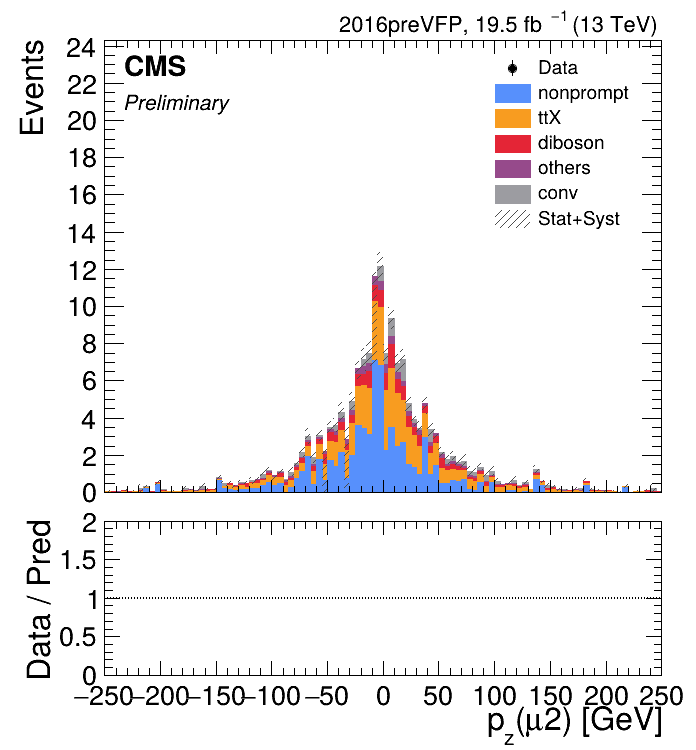 2016preVFP, 19.5 fb ⁻¹ (13 TeV)
CMS
Preliminary
Events
24
22
20
18
16
14
12
10
8
6
4
2
0
Data
nonprompt
ttX
diboson
others
conv
Stat+Syst
Data / Pred
2
1.5
1
0.5
0
−250 −200 −150 −100 −50 0 50 100 150 200 250
p_z(μ2) [GeV]